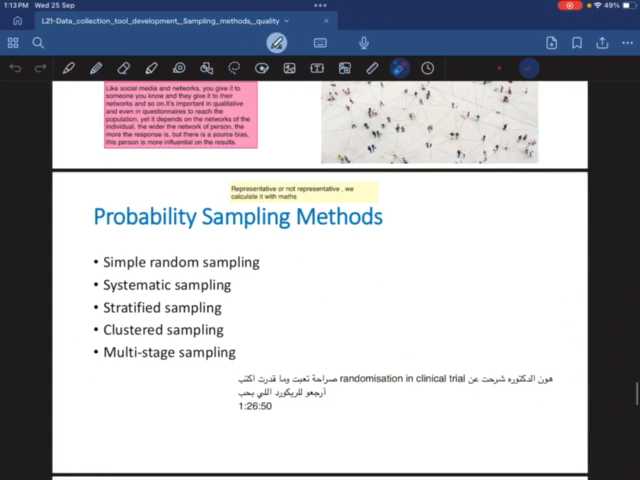 1:13 PM Wed 25 Sep
49%
L21-Data_collection_tool_development,_Sampling_methods,_quality
Like social media and networks, you give it to
someone you know and they give it to their
networks and so on.It's important in qualitative
and even in questionnaires to reach the
population, yet it depends on the networks of the
individual, the wider the network of person, the
more the response is, but there is a source bias,
this person is more influential on the results.
Representative or not representative , we
calculate it with maths
Probability Sampling Methods
• Simple random sampling
• Systematic sampling
• Stratified sampling
• Clustered sampling
• Multi-stage sampling
هون الدكتوره شرحت عن randomisation in clinical trial صراحة تعبت وما قدرت اكتب
أرجعو للريكورد اللي بحب
1:26:50